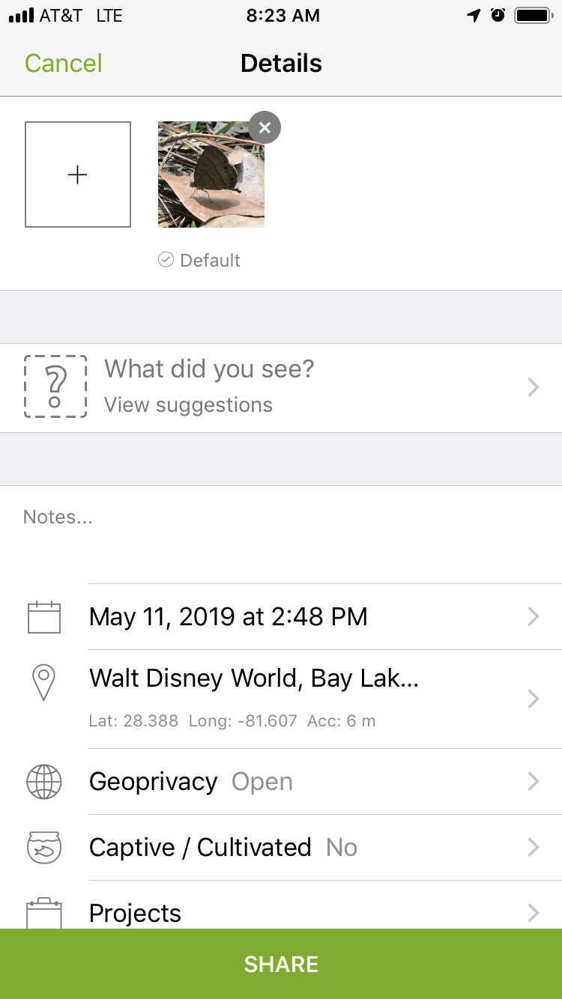 AT&T LTE 8:23 AM
Cancel Details
Default
What did you see?
View suggestions
Notes...
May 11, 2019 at 2:48 PM
Walt Disney World, Bay Lak...
Lat: 28.388 Long: -81.607 Acc: 6 m
Geoprivacy Open
Captive / Cultivated No
Projects
SHARE